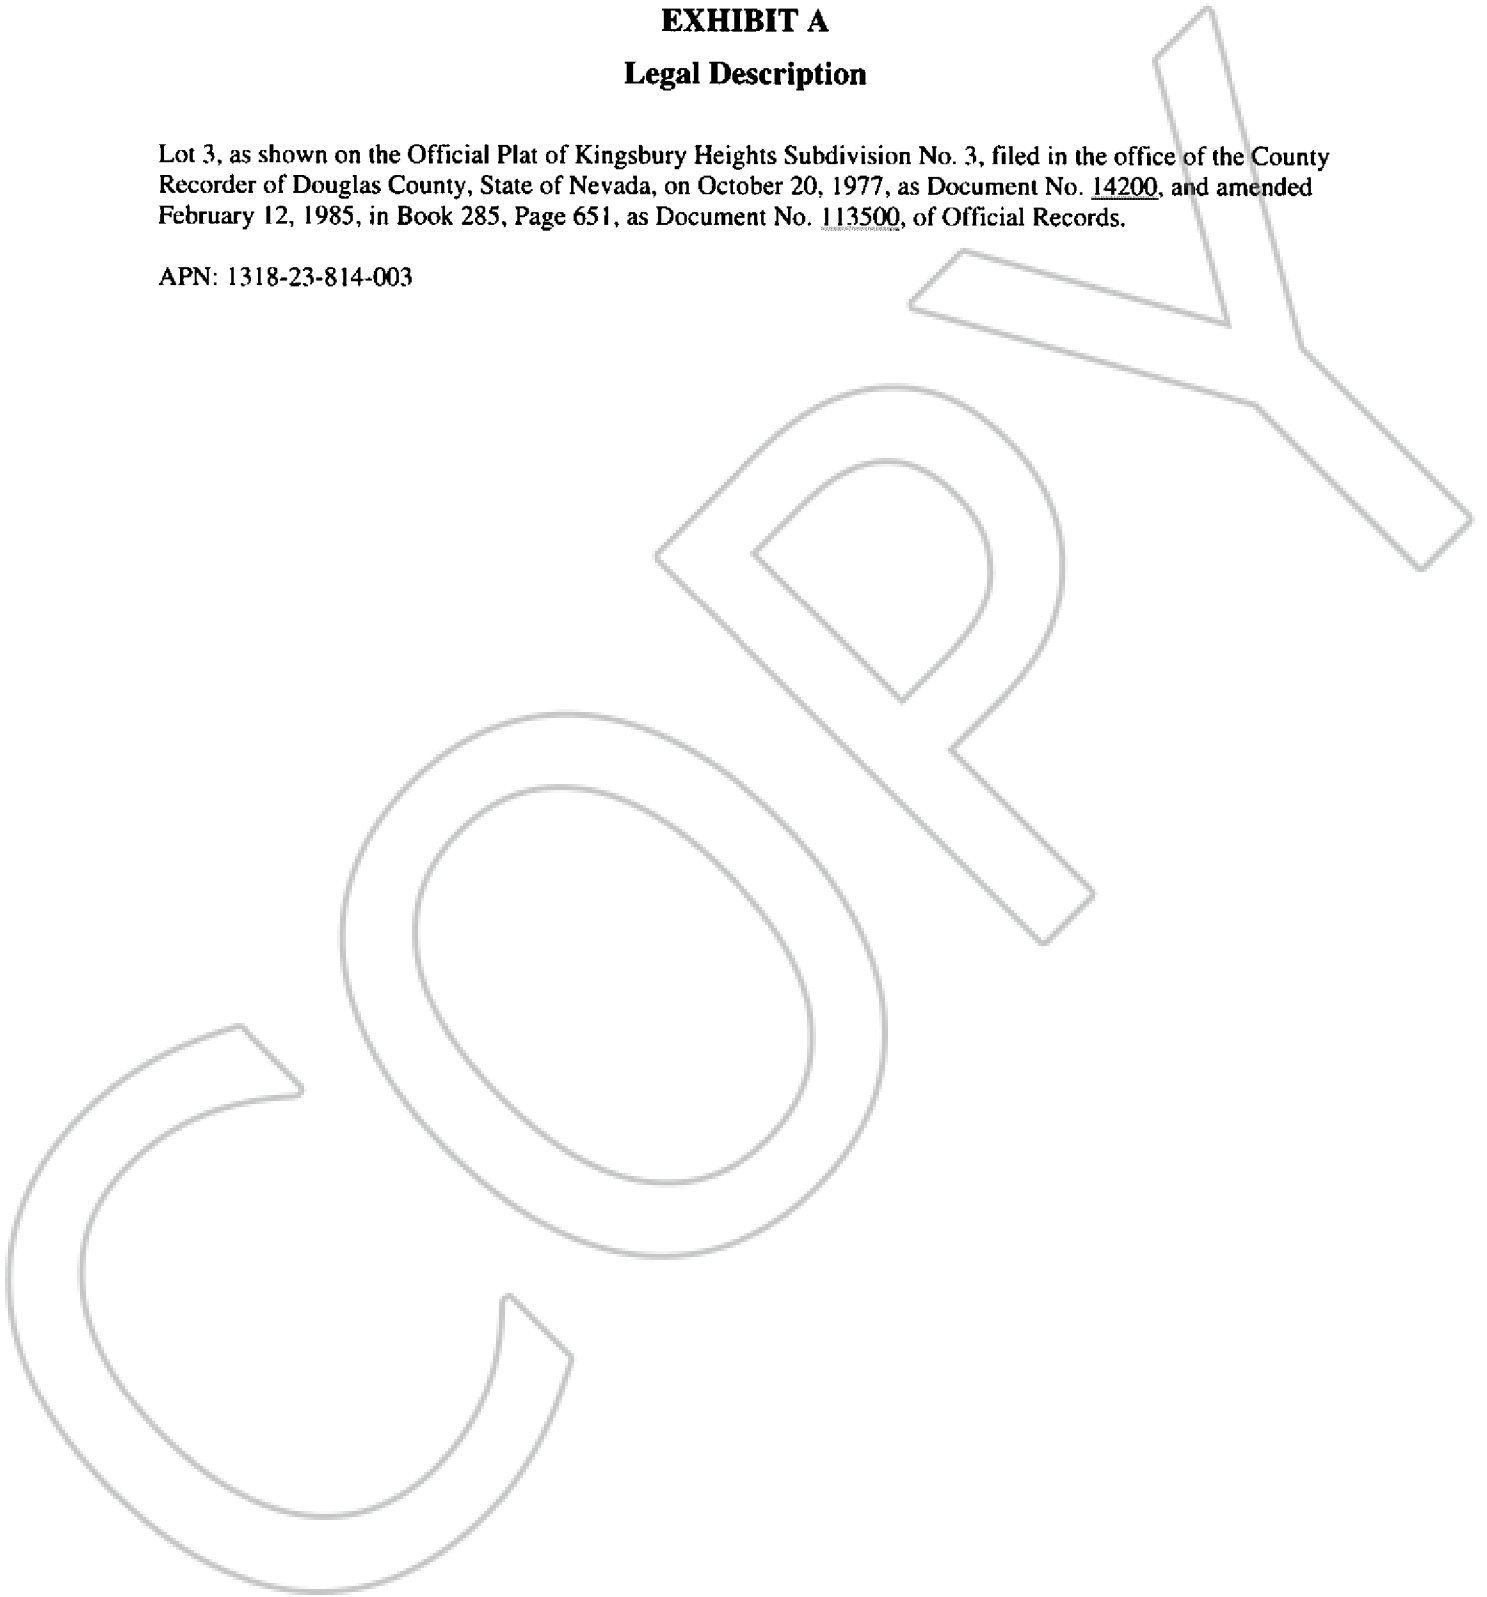 EXHIBIT A
Legal Description
Lot 3, as shown on the Official Plat of Kingsbury Heights Subdivision No. 3, filed in the office of the County
Recorder of Douglas County, State of Nevada, on October 20, 1977, as Document No. 14200, and amended
February 12, 1985, in Book 285, Page 651, as Document No. 113500, of Official Records.
APN: 1318-23-814-003
COPY